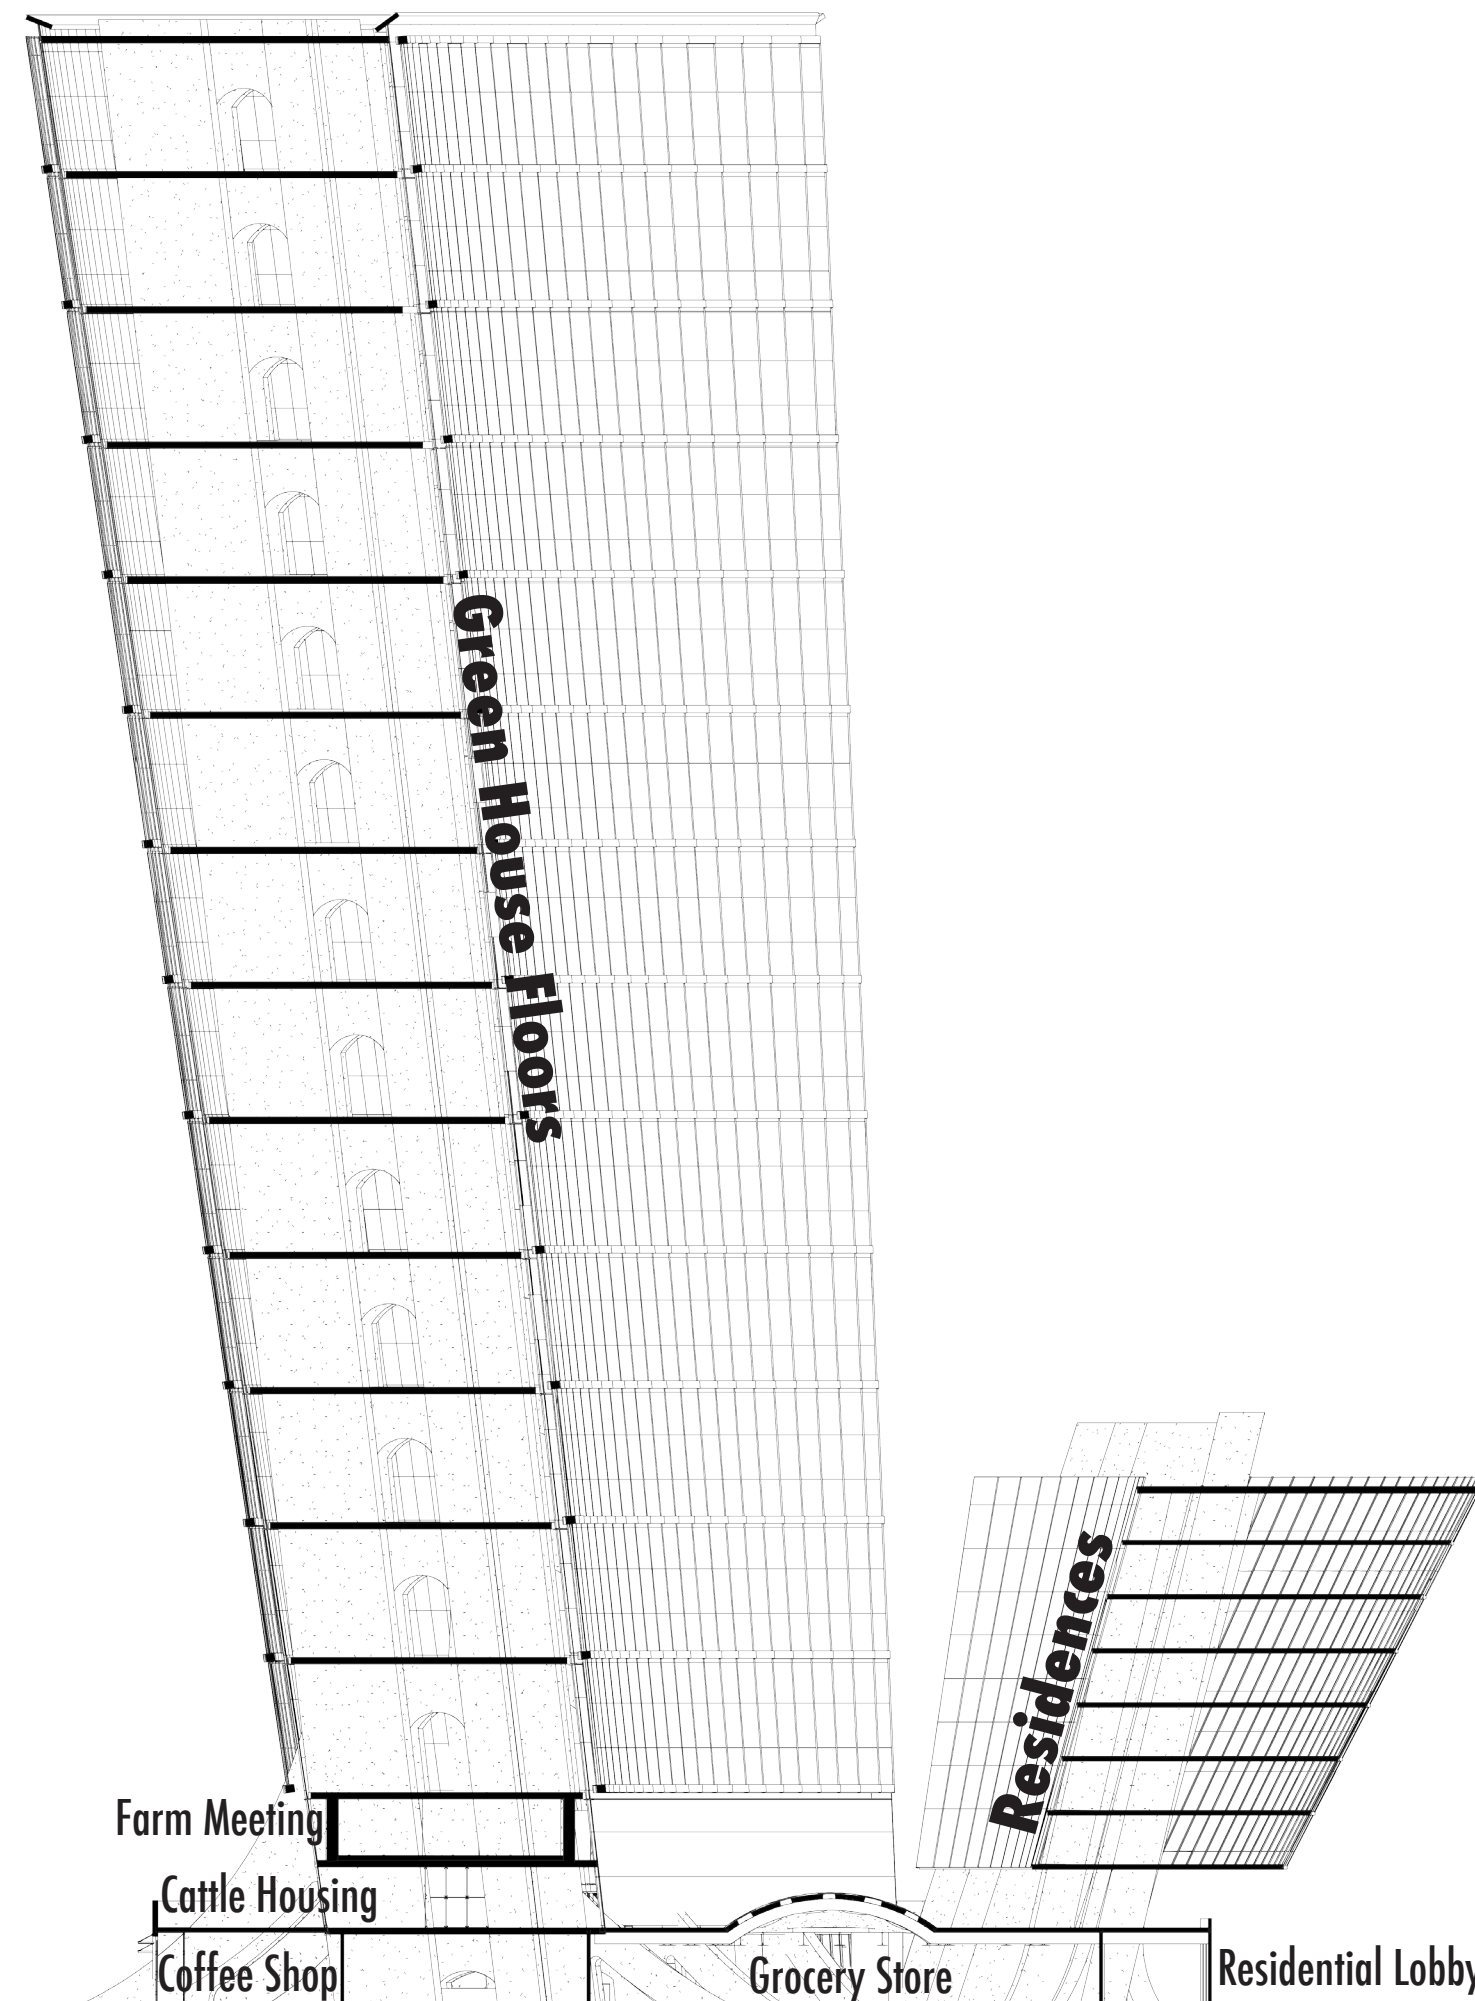 Green House Floors
Residences
Farm Meeting
Cattle Housing
Coffee Shop
Grocery Store
Residential Lobby